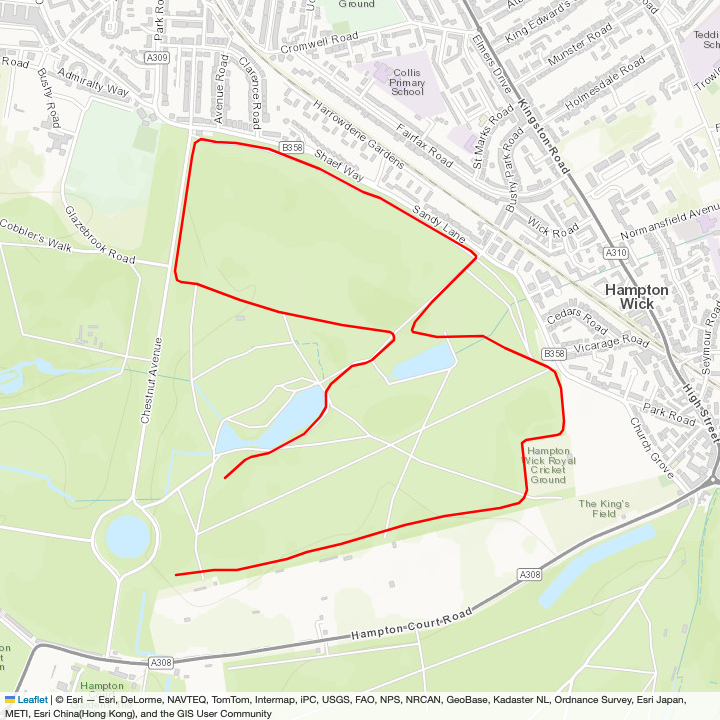 Ground
Cromwell Road
King Edward's
Munster Road
Park Road
A309
Road
Admiralty Way
Bushy Road
Avenue Road
Clarence Road
Collis
Primary
School
Elmers Drive
Holmesdale Road
Harrowdene Gardens
Fairfax Road
St Marks Road
Kingston Road
Bushy Park Road
B358
Shaef Way
Sandy Lane
Wick Road
Normansfield Avenue
A310
Glazebrook Road
Cobbler's Walk
Hampton
Wick
Cedars Road
Vicarage Road
B358
Seymour Road
Chestnut Avenue
High Street
Park Road
Church Grove
Hampton
Wick Royal
Cricket
Ground
The King's
Field
A308
Hampton Court Road
A308
Hampton
Leaflet | © Esri — Esri, DeLorme, NAVTEQ, TomTom, Intermap, iPC, USGS, FAO, NPS, NRCAN, GeoBase, Kadaster NL, Ordnance Survey, Esri Japan,
METI, Esri China(Hong Kong), and the GIS User Community